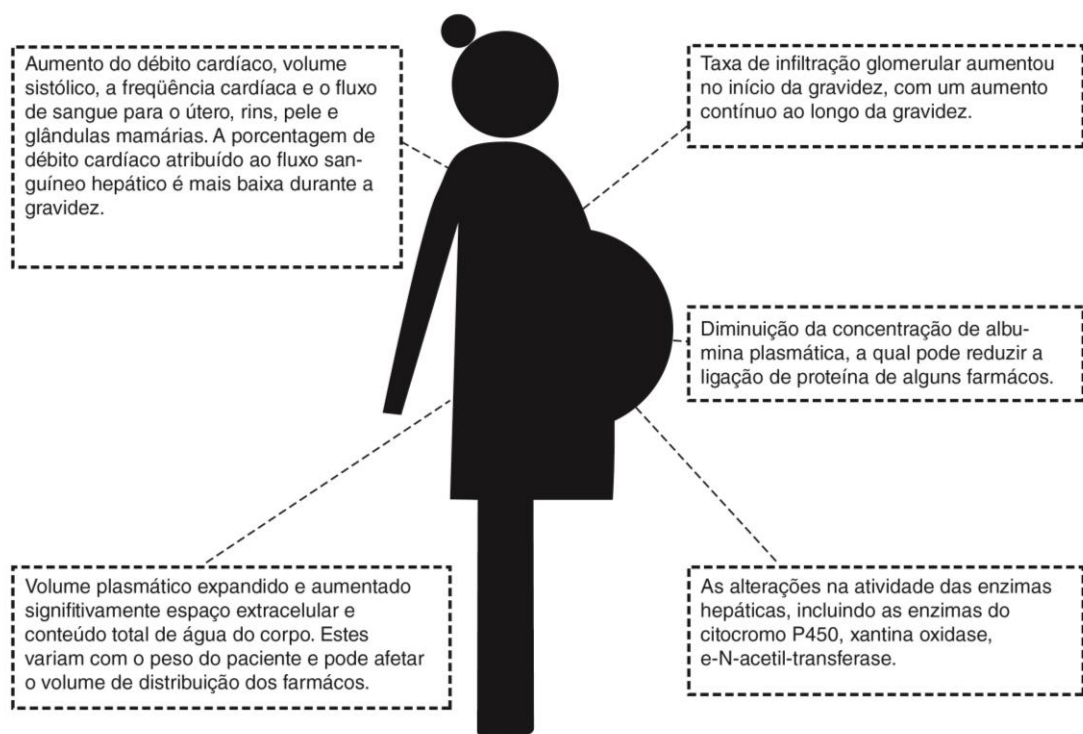 Aumento do débito cardíaco, volume
sistólico, a freqüência cardíaca e o fluxo
de sangue para o útero, rins, pele e
glândulas mamárias. A porcentagem de
débito cardíaco atribuído ao fluxo san-
guíneo hepático é mais baixa durante a
gravidez.
Taxa de infiltração glomerular aumentou
no início da gravidez, com um aumento
contínuo ao longo da gravidez.
Diminuição da concentração de albu-
mina plasmática, a qual pode reduzir a
ligação de proteína de alguns farmácos.
Volume plasmático expandido e aumentado
signifitivamente espaço extracelular e
conteúdo total de água do corpo. Estes
variam com o peso do paciente e pode afetar
o volume de distribuição dos farmácos.
As alterações na atividade das enzimas
hepáticas, incluindo as enzimas do
citocromo P450, xantina oxidase,
e-N-acetil-transferase.